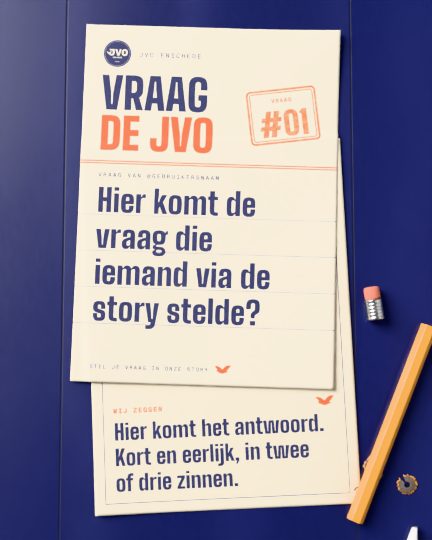 JVO
JVO ENSCHEDE
VRAAG
DE JVO
VRAAG
#01
VRAAG VAN @GEBRUIKERSNAAM
Hier komt de
vraag die
iemand via de
story stelde?
STEL JE VRAAG IN ONZE STORY
WIJ ZEGGEN
Hier komt het antwoord.
Kort en eerlijk, in twee
of drie zinnen.